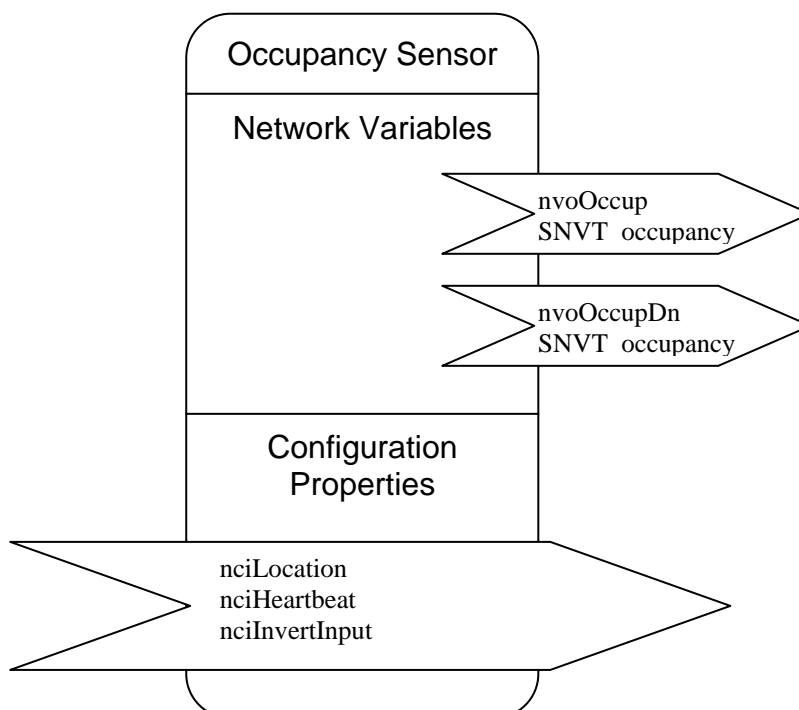 Occupancy Sensor
Network Variables
nvoOccup
SNVT occupancy
nvoOccupDn
SNVT occupancy
Configuration
Properties
nciLocation
nciHeartbeat
nciInvertInput